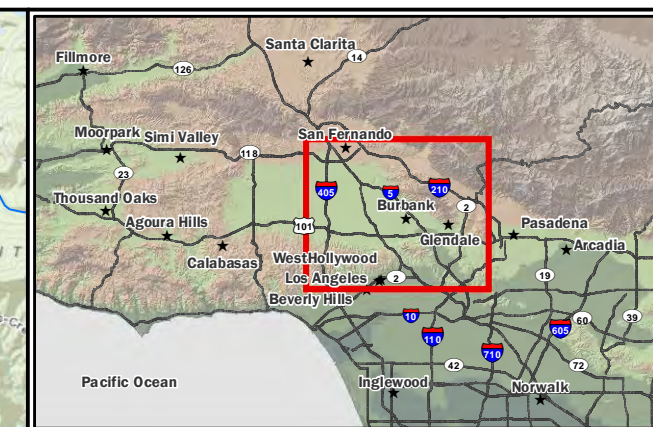 Santa Clarita
14
Fillmore
126
Moorpark
Simi Valley
118
San Fernando
23
405
5
210
2
Thousand Oaks
Burbank
101
Agoura Hills
Glendale
Pasadena
Calabasas
Arcadia
WestHollywood
Los Angeles
2
19
Beverly Hills
10
60
39
605
110
710
42
72
Pacific Ocean
Inglewood
Norwalk